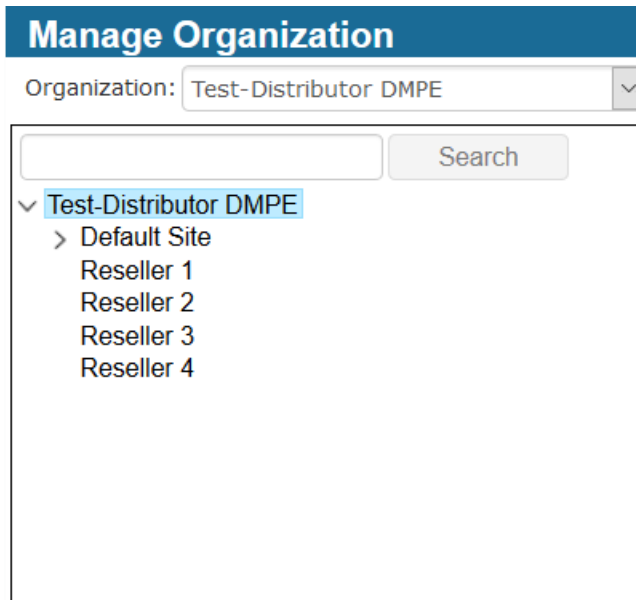 Manage Organization
Organization: Test-Distributor DMPE
Search
Test-Distributor DMPE
Default Site
Reseller 1
Reseller 2
Reseller 3
Reseller 4